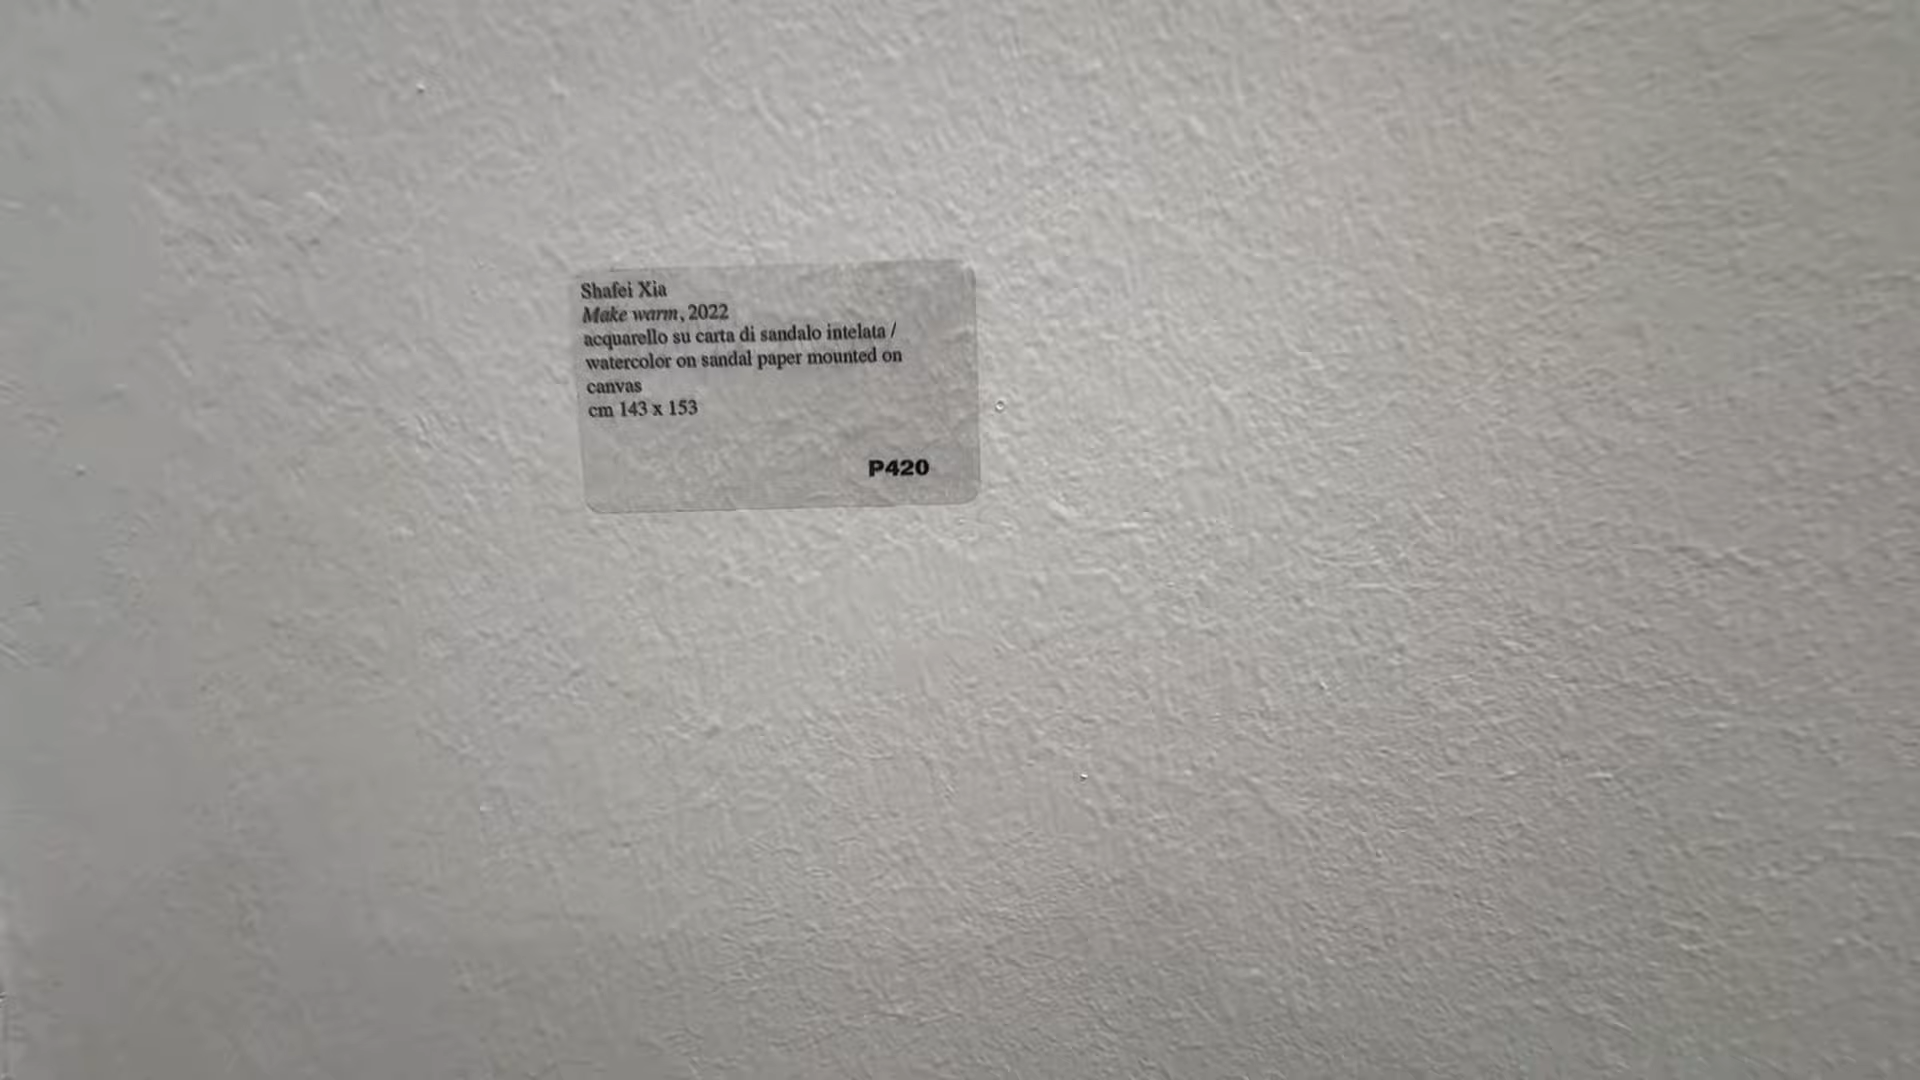 Shafei Xia
Make warm, 2022
acquarello su carta di sandalo intelata /
watercolor on sandal paper mounted on
canvas
cm 143 x 153
P420